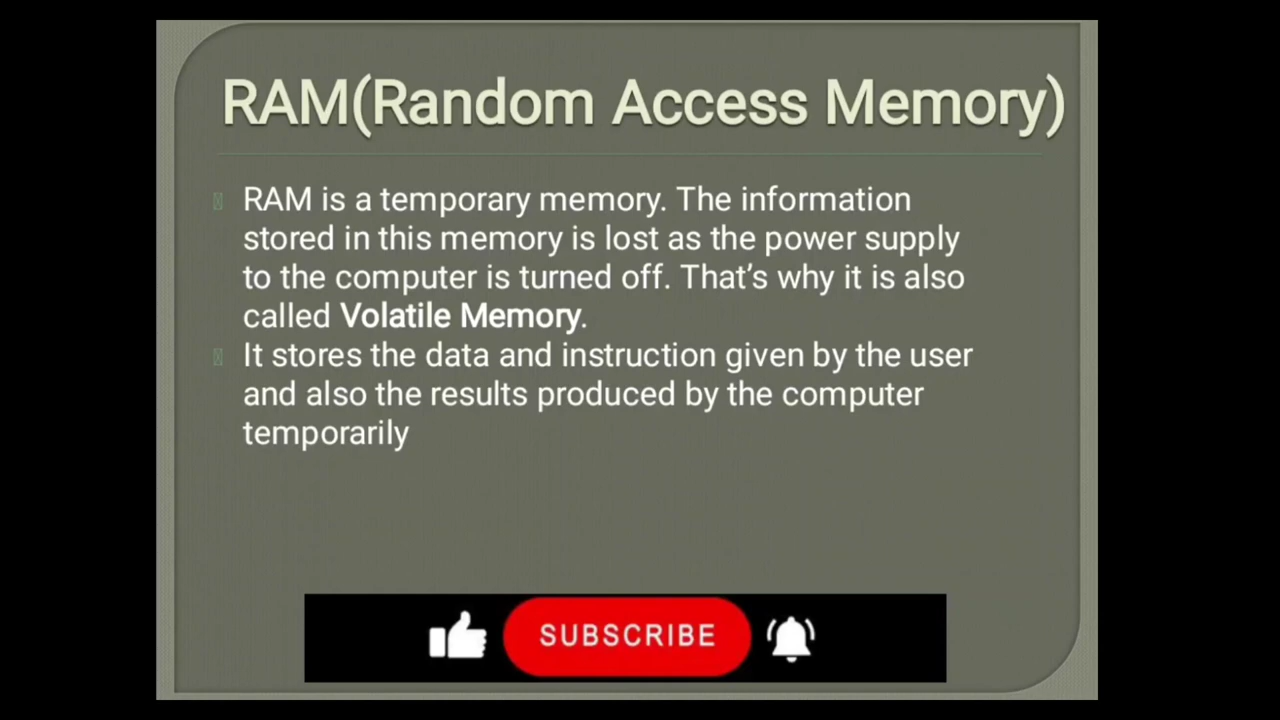 RAM(Random Access Memory)
RAM is a temporary memory. The information
stored in this memory is lost as the power supply
to the computer is turned off. That’s why it is also
called Volatile Memory.
It stores the data and instruction given by the user
and also the results produced by the computer
temporarily
SUBSCRIBE